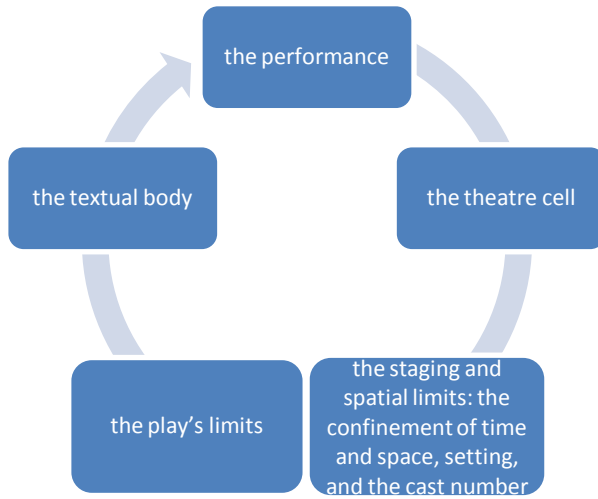 the performance
the theatre cell
the staging and
spatial limits: the
confinement of time
and space, setting,
and the cast number
the play’s limits
the textual body